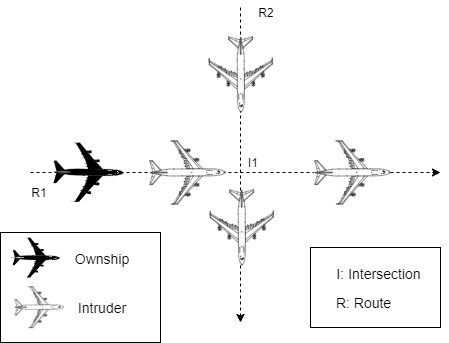 R2
I1
R1
Ownship
Intruder
I: Intersection
R: Route